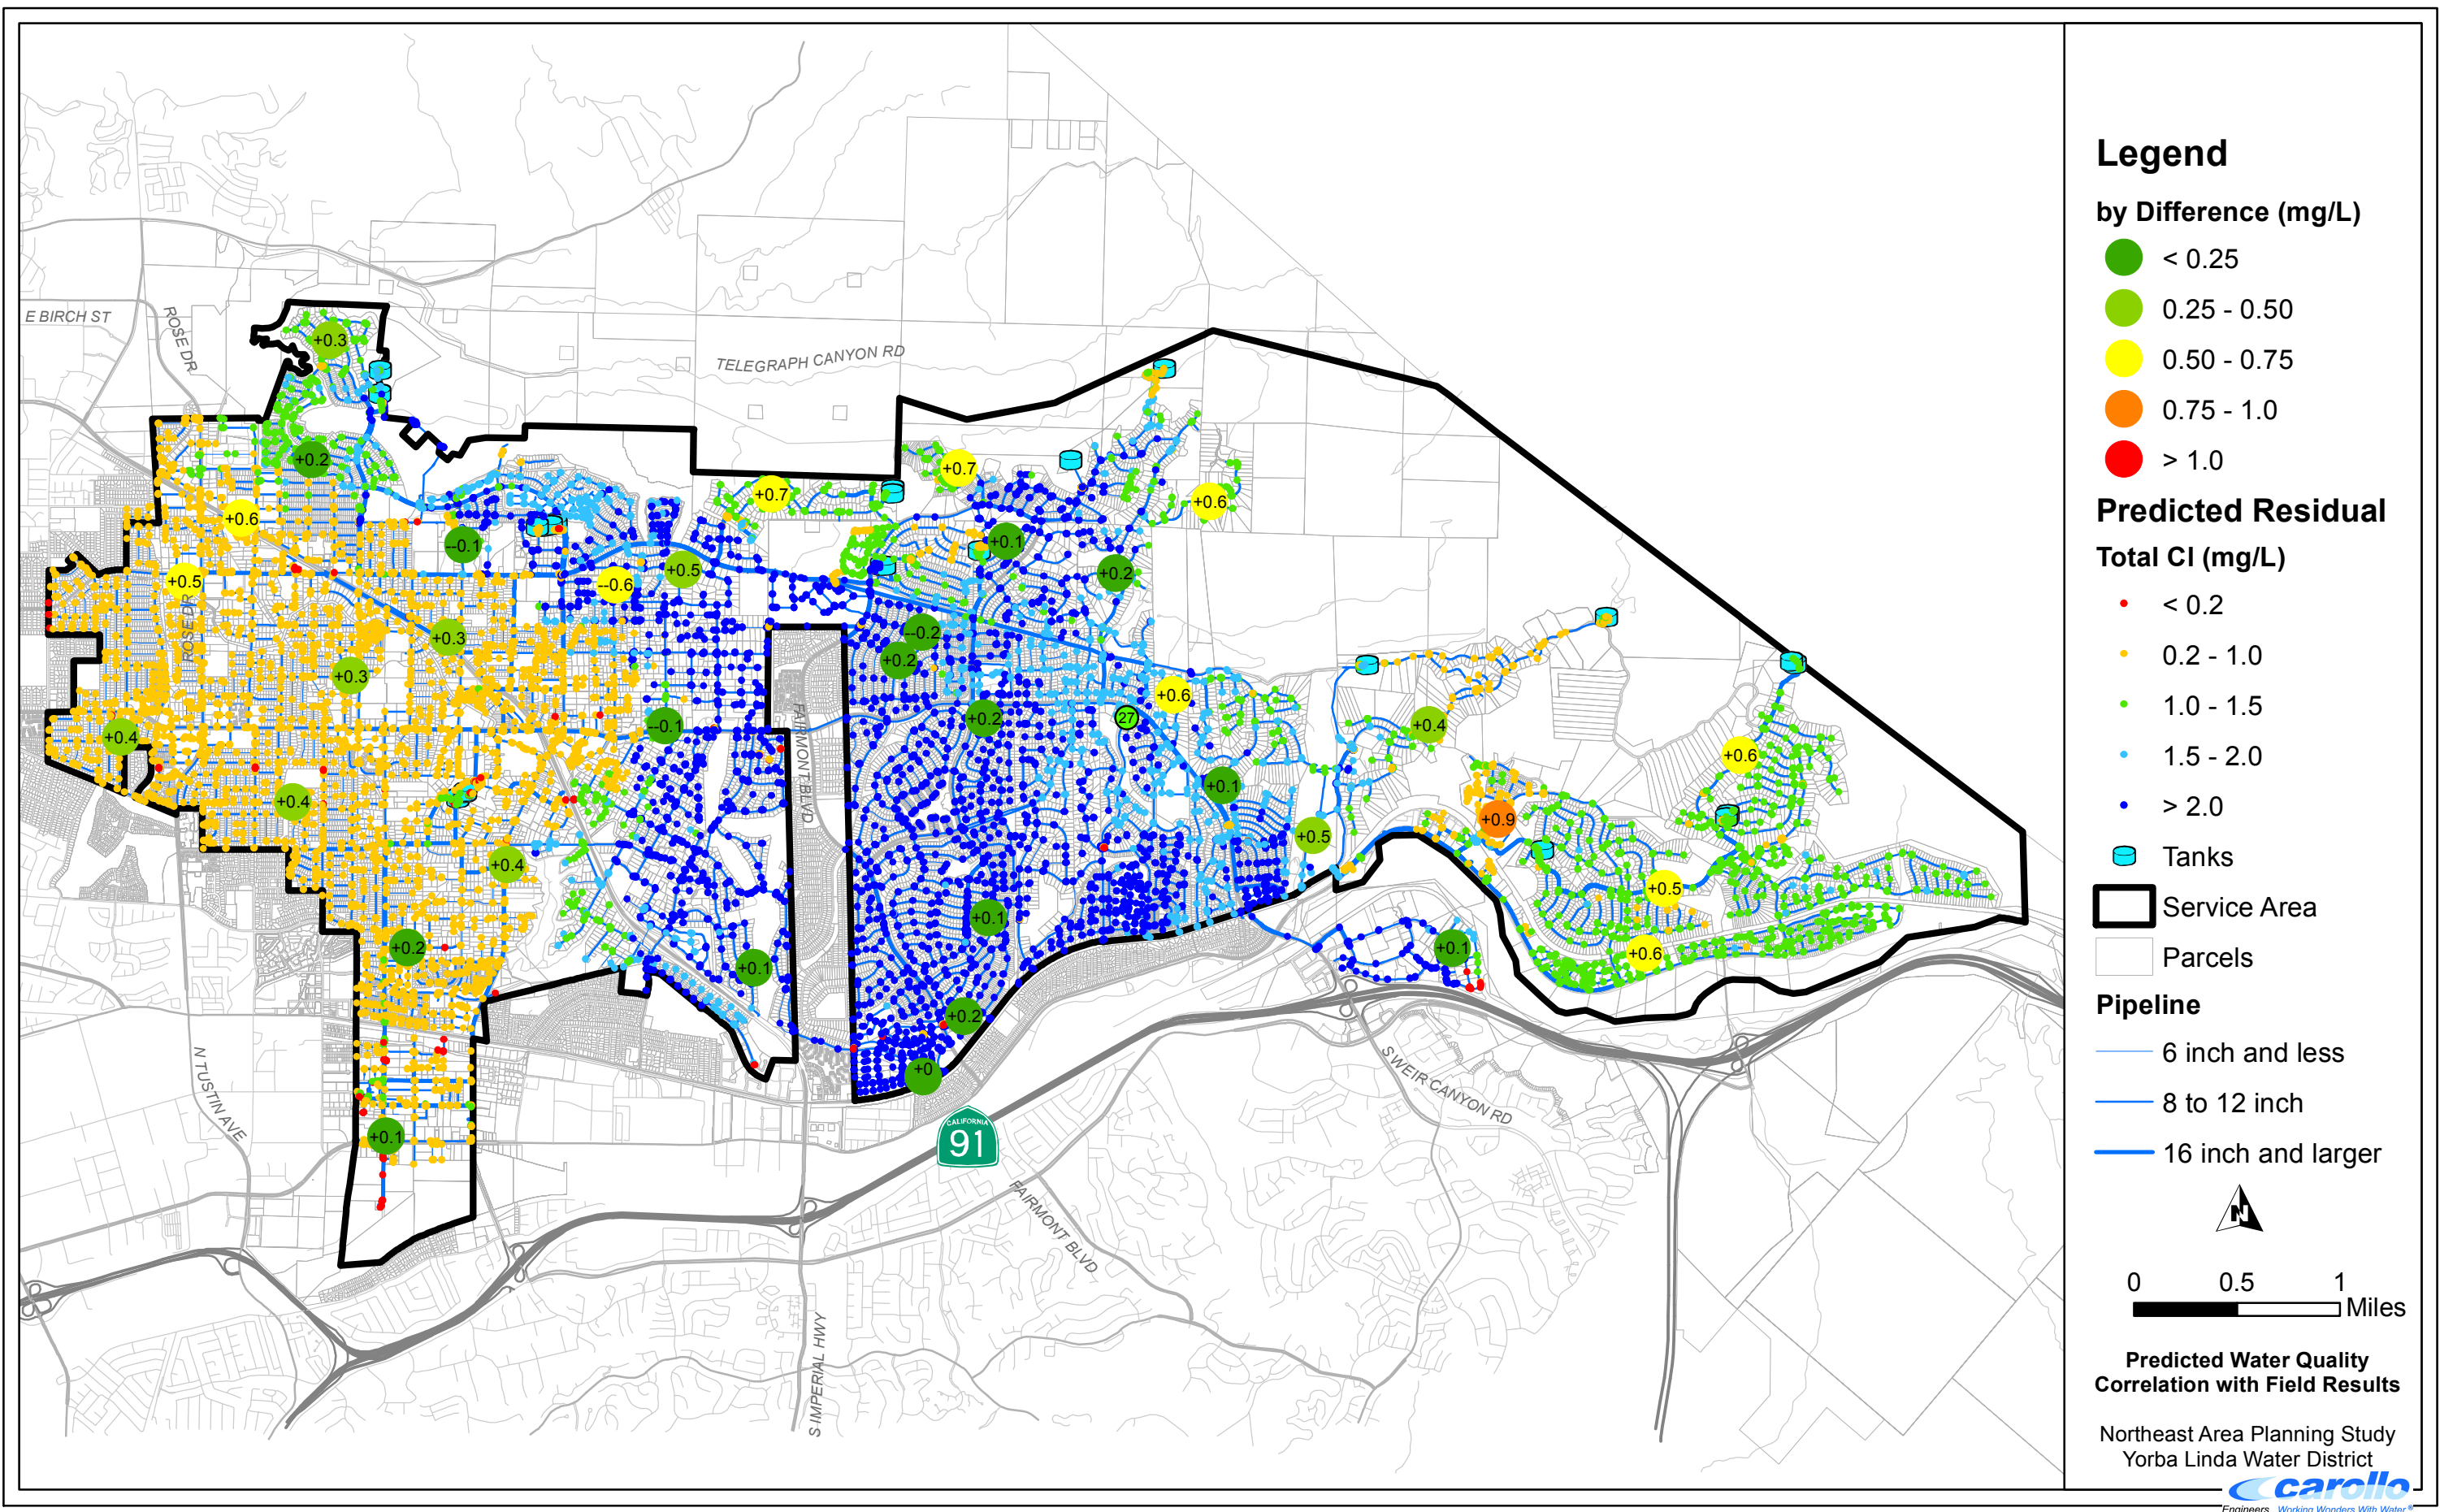 E BIRCH ST
ROSE DR
TELEGRAPH CANYON RD
+0.3
+0.2
+0.7
+0.7
+0.6
+0.6
--0.1
+0.1
+0.5
+0.5
--0.6
+0.2
ROSE DR
+0.3
--0.2
+0.2
+0.3
+0.6
+0.4
--0.1
+0.2
27
+0.4
+0.6
FAIRMONT BLVD
+0.4
+0.1
+0.9
+0.5
+0.4
+0.5
+0.1
+0.2
+0.1
+0.1
+0.6
+0.2
+0
N TUSTIN AVE
S WEIR CANYON RD
+0.1
CALIFORNIA
91
FAIRMONT BLVD
S IMPERIAL HWY
Legend
by Difference (mg/L)
< 0.25
0.25 - 0.50
0.50 - 0.75
0.75 - 1.0
> 1.0
Predicted Residual
Total Cl (mg/L)
< 0.2
0.2 - 1.0
1.0 - 1.5
1.5 - 2.0
> 2.0
Tanks
Service Area
Parcels
Pipeline
6 inch and less
8 to 12 inch
16 inch and larger
N
0 0.5 1
Miles
Predicted Water Quality
Correlation with Field Results
Northeast Area Planning Study
Yorba Linda Water District
carollo
Engineers...Working Wonders With Water®